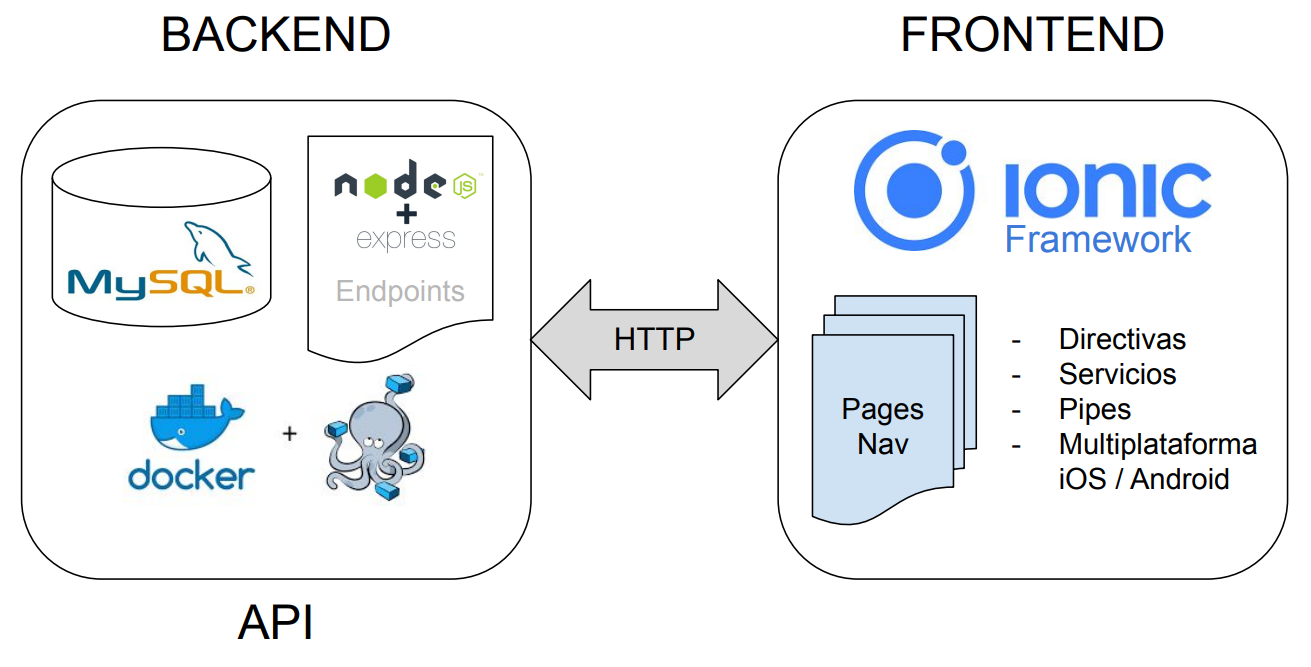 BACKEND
FRONTEND
MySQL®
node JS™
+
express
Endpoints
docker
+
API
HTTP
IONIC
Framework
Pages
Nav
- Directivas
- Servicios
- Pipes
- Multiplataforma
iOS / Android